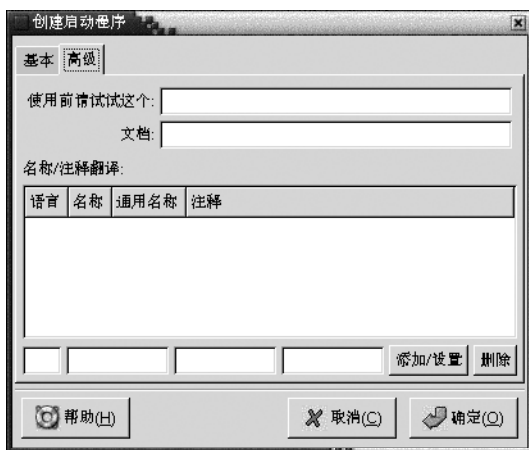 创建启动程序
基本 高级
使用前请试试这个:
文档:
名称/注释翻译:
语言 名称 通用名称 注释
添加/设置 删除
帮助(H) 取消(C) 确定(O)